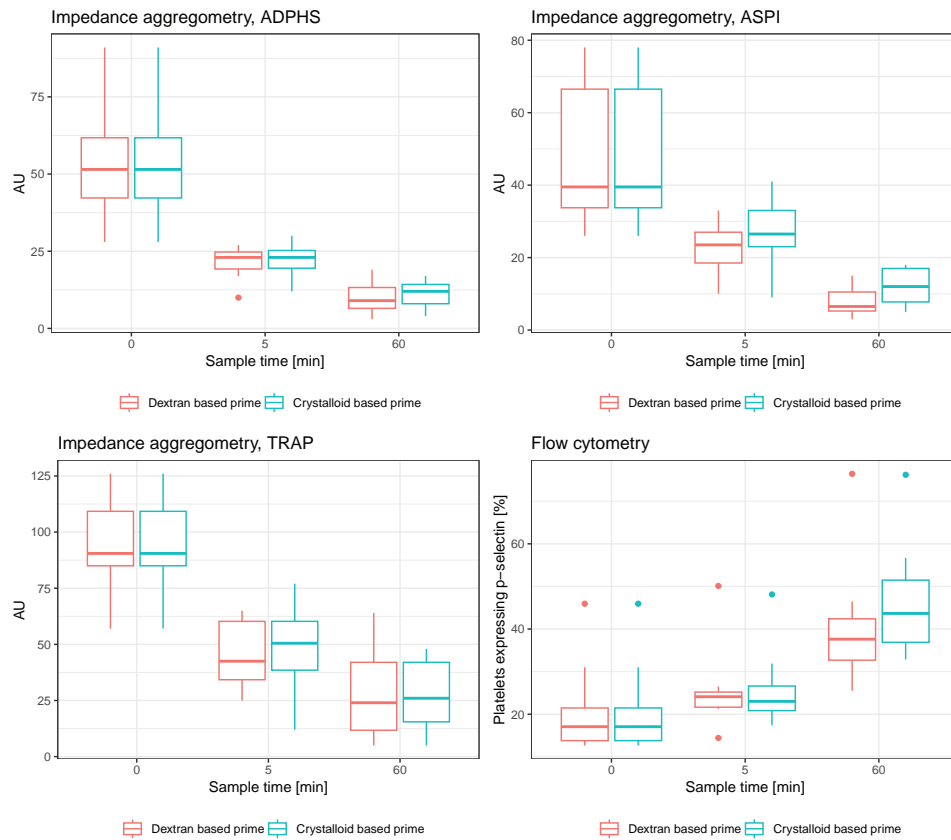 Impedance aggregometry, ADPHS
AU
75
50
25
0
0 5 60
Sample time [min]
Dextran based prime Crystalloid based prime
Impedance aggregometry, ASPI
AU
80
60
40
20
0
0 5 60
Sample time [min]
Dextran based prime Crystalloid based prime
Impedance aggregometry, TRAP
AU
125
100
75
50
25
0
0 5 60
Sample time [min]
Dextran based prime Crystalloid based prime
Flow cytometry
Platelets expressing p−selectin [%]
60
40
20
0 5 60
Sample time [min]
Dextran based prime Crystalloid based prime